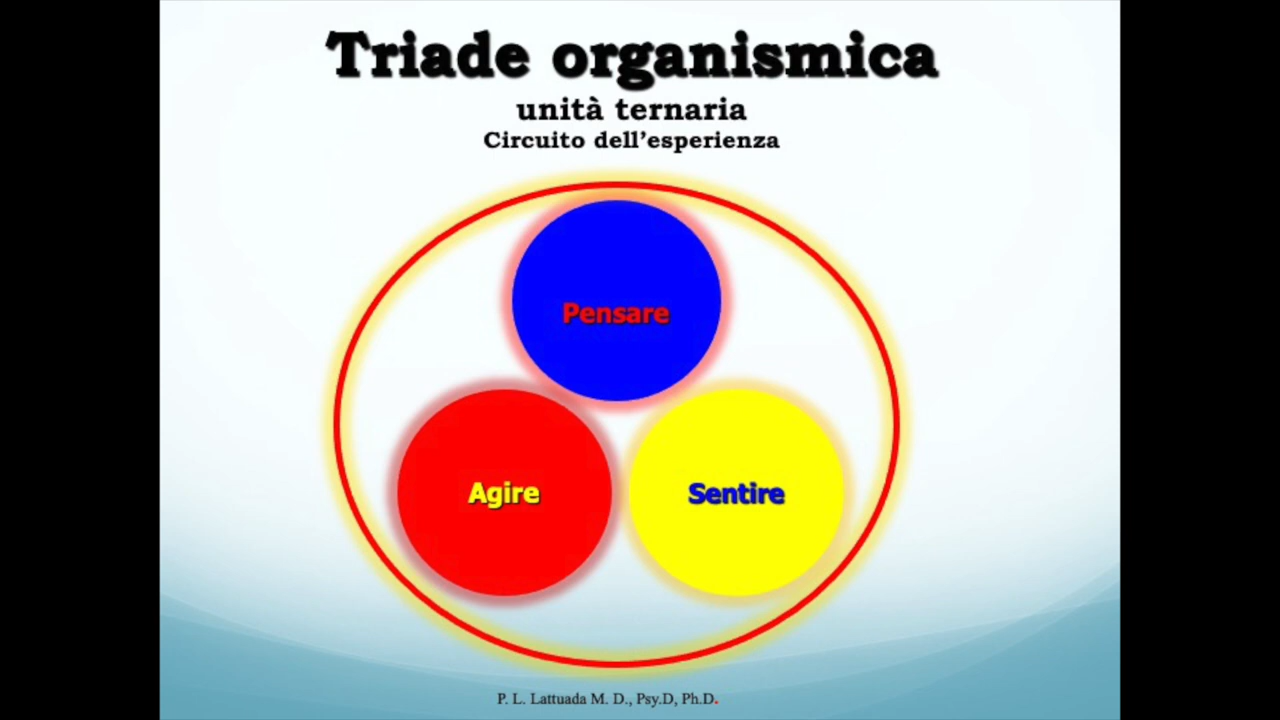 Triade organismica
unità ternaria
Circuito dell’esperienza
Pensare
Agire
Sentire
P. L. Lattuada M. D., Psy.D, Ph.D.